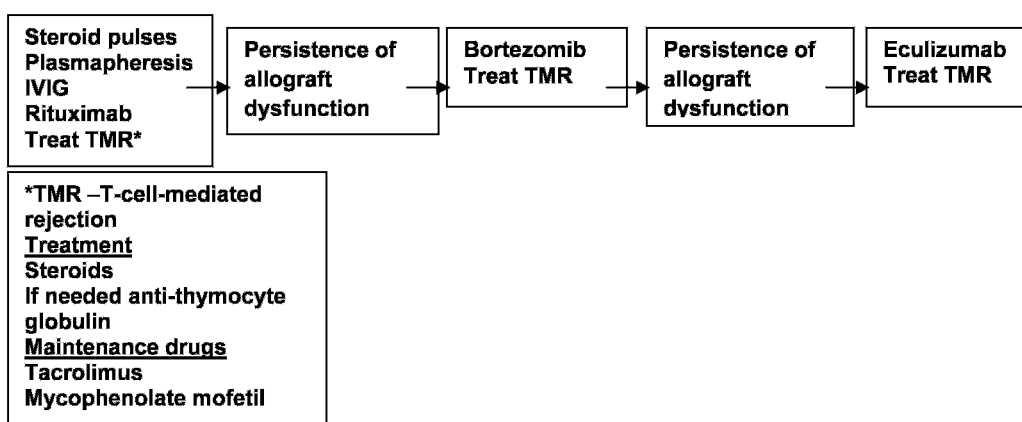 Steroid pulses
Plasmapheresis
IVIG
Rituximab
Treat TMR*
Persistence of
allograft
dysfunction
Bortezomib
Treat TMR
Persistence of
allograft
dysfunction
Eculizumab
Treat TMR
*TMR –T-cell-mediated
rejection
Treatment
Steroids
If needed anti-thymocyte
globulin
Maintenance drugs
Tacrolimus
Mycophenolate mofetil